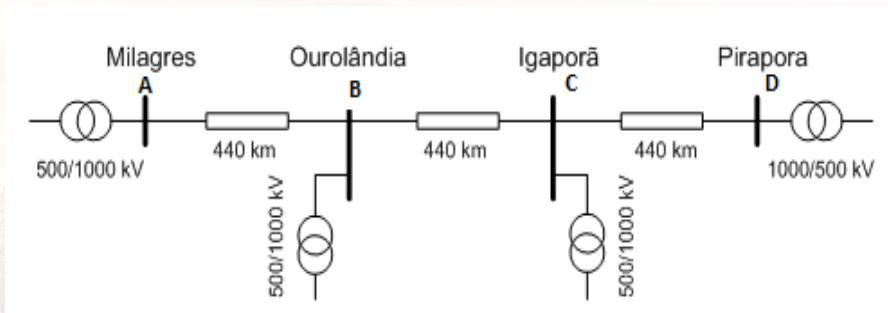 Milagres
Ourolândia
Igaporã
Pirapora
A
B
C
D
440 km
440 km
440 km
500/1000 kV
1000/500 kV
500/1000 kV
500/1000 kV